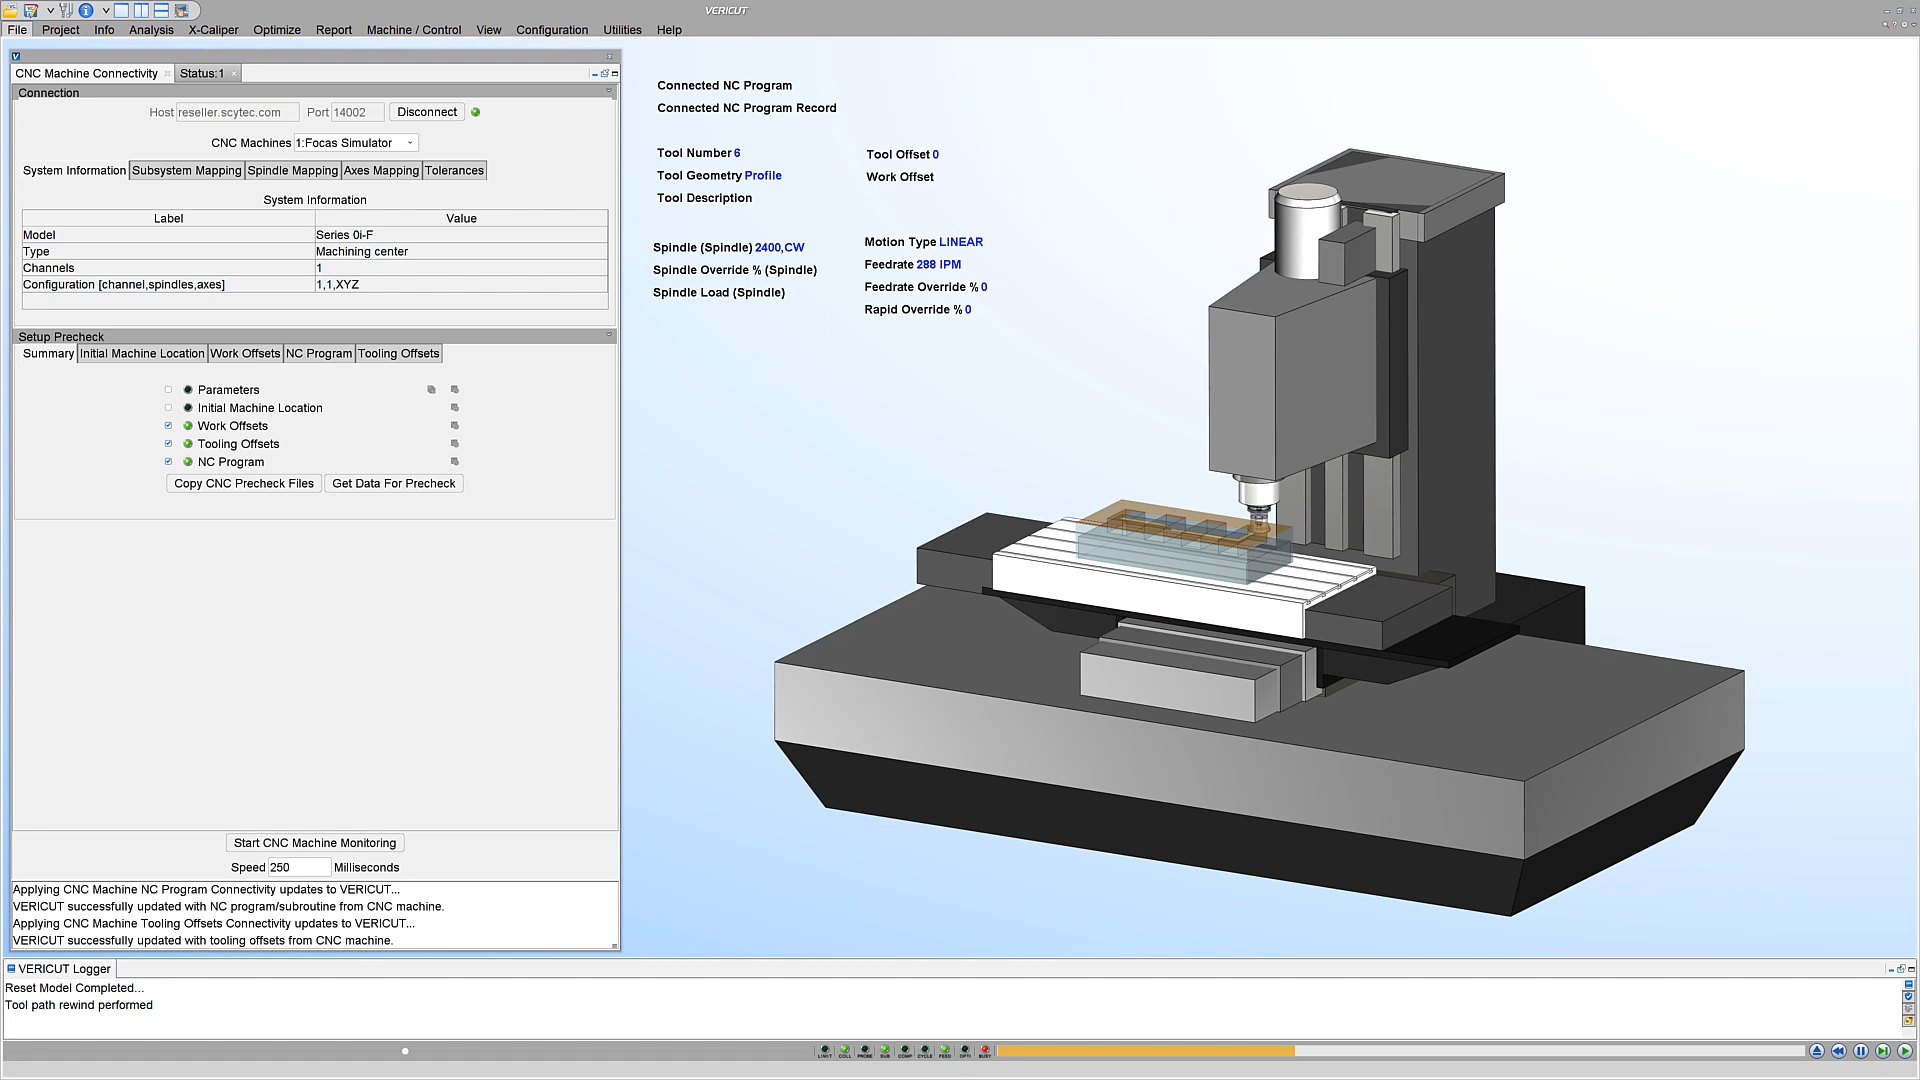 VERICUT
File Project Info Analysis X-Caliper Optimize Report Machine / Control View Configuration Utilities Help
CNC Machine Connectivity Status:1
Connection
Host reseller.scytec.com Port 14002 Disconnect
CNC Machines 1:Focas Simulator
System Information Subsystem Mapping Spindle Mapping Axes Mapping Tolerances
System Information
Label Value
Model Series 0i-F
Type Machining center
Channels 1
Configuration [channel,spindles,axes] 1,1,XYZ
Setup Precheck
Summary Initial Machine Location Work Offsets NC Program Tooling Offsets
Parameters
Initial Machine Location
Work Offsets
Tooling Offsets
NC Program
Copy CNC Precheck Files Get Data For Precheck
Start CNC Machine Monitoring
Speed 250 Milliseconds
Applying CNC Machine NC Program Connectivity updates to VERICUT...
VERICUT successfully updated with NC program/subroutine from CNC machine.
Applying CNC Machine Tooling Offsets Connectivity updates to VERICUT...
VERICUT successfully updated with tooling offsets from CNC machine.
Connected NC Program
Connected NC Program Record
Tool Number 6 Tool Offset 0
Tool Geometry Profile Work Offset
Tool Description
Spindle (Spindle) 2400,CW Motion Type LINEAR
Spindle Override % (Spindle) Feedrate 288 IPM
Spindle Load (Spindle) Feedrate Override % 0
Rapid Override % 0
VERICUT Logger
Reset Model Completed...
Tool path rewind performed
LIMIT COLL PROBE SUB COMP CYCLE FEED OPTI BUSY